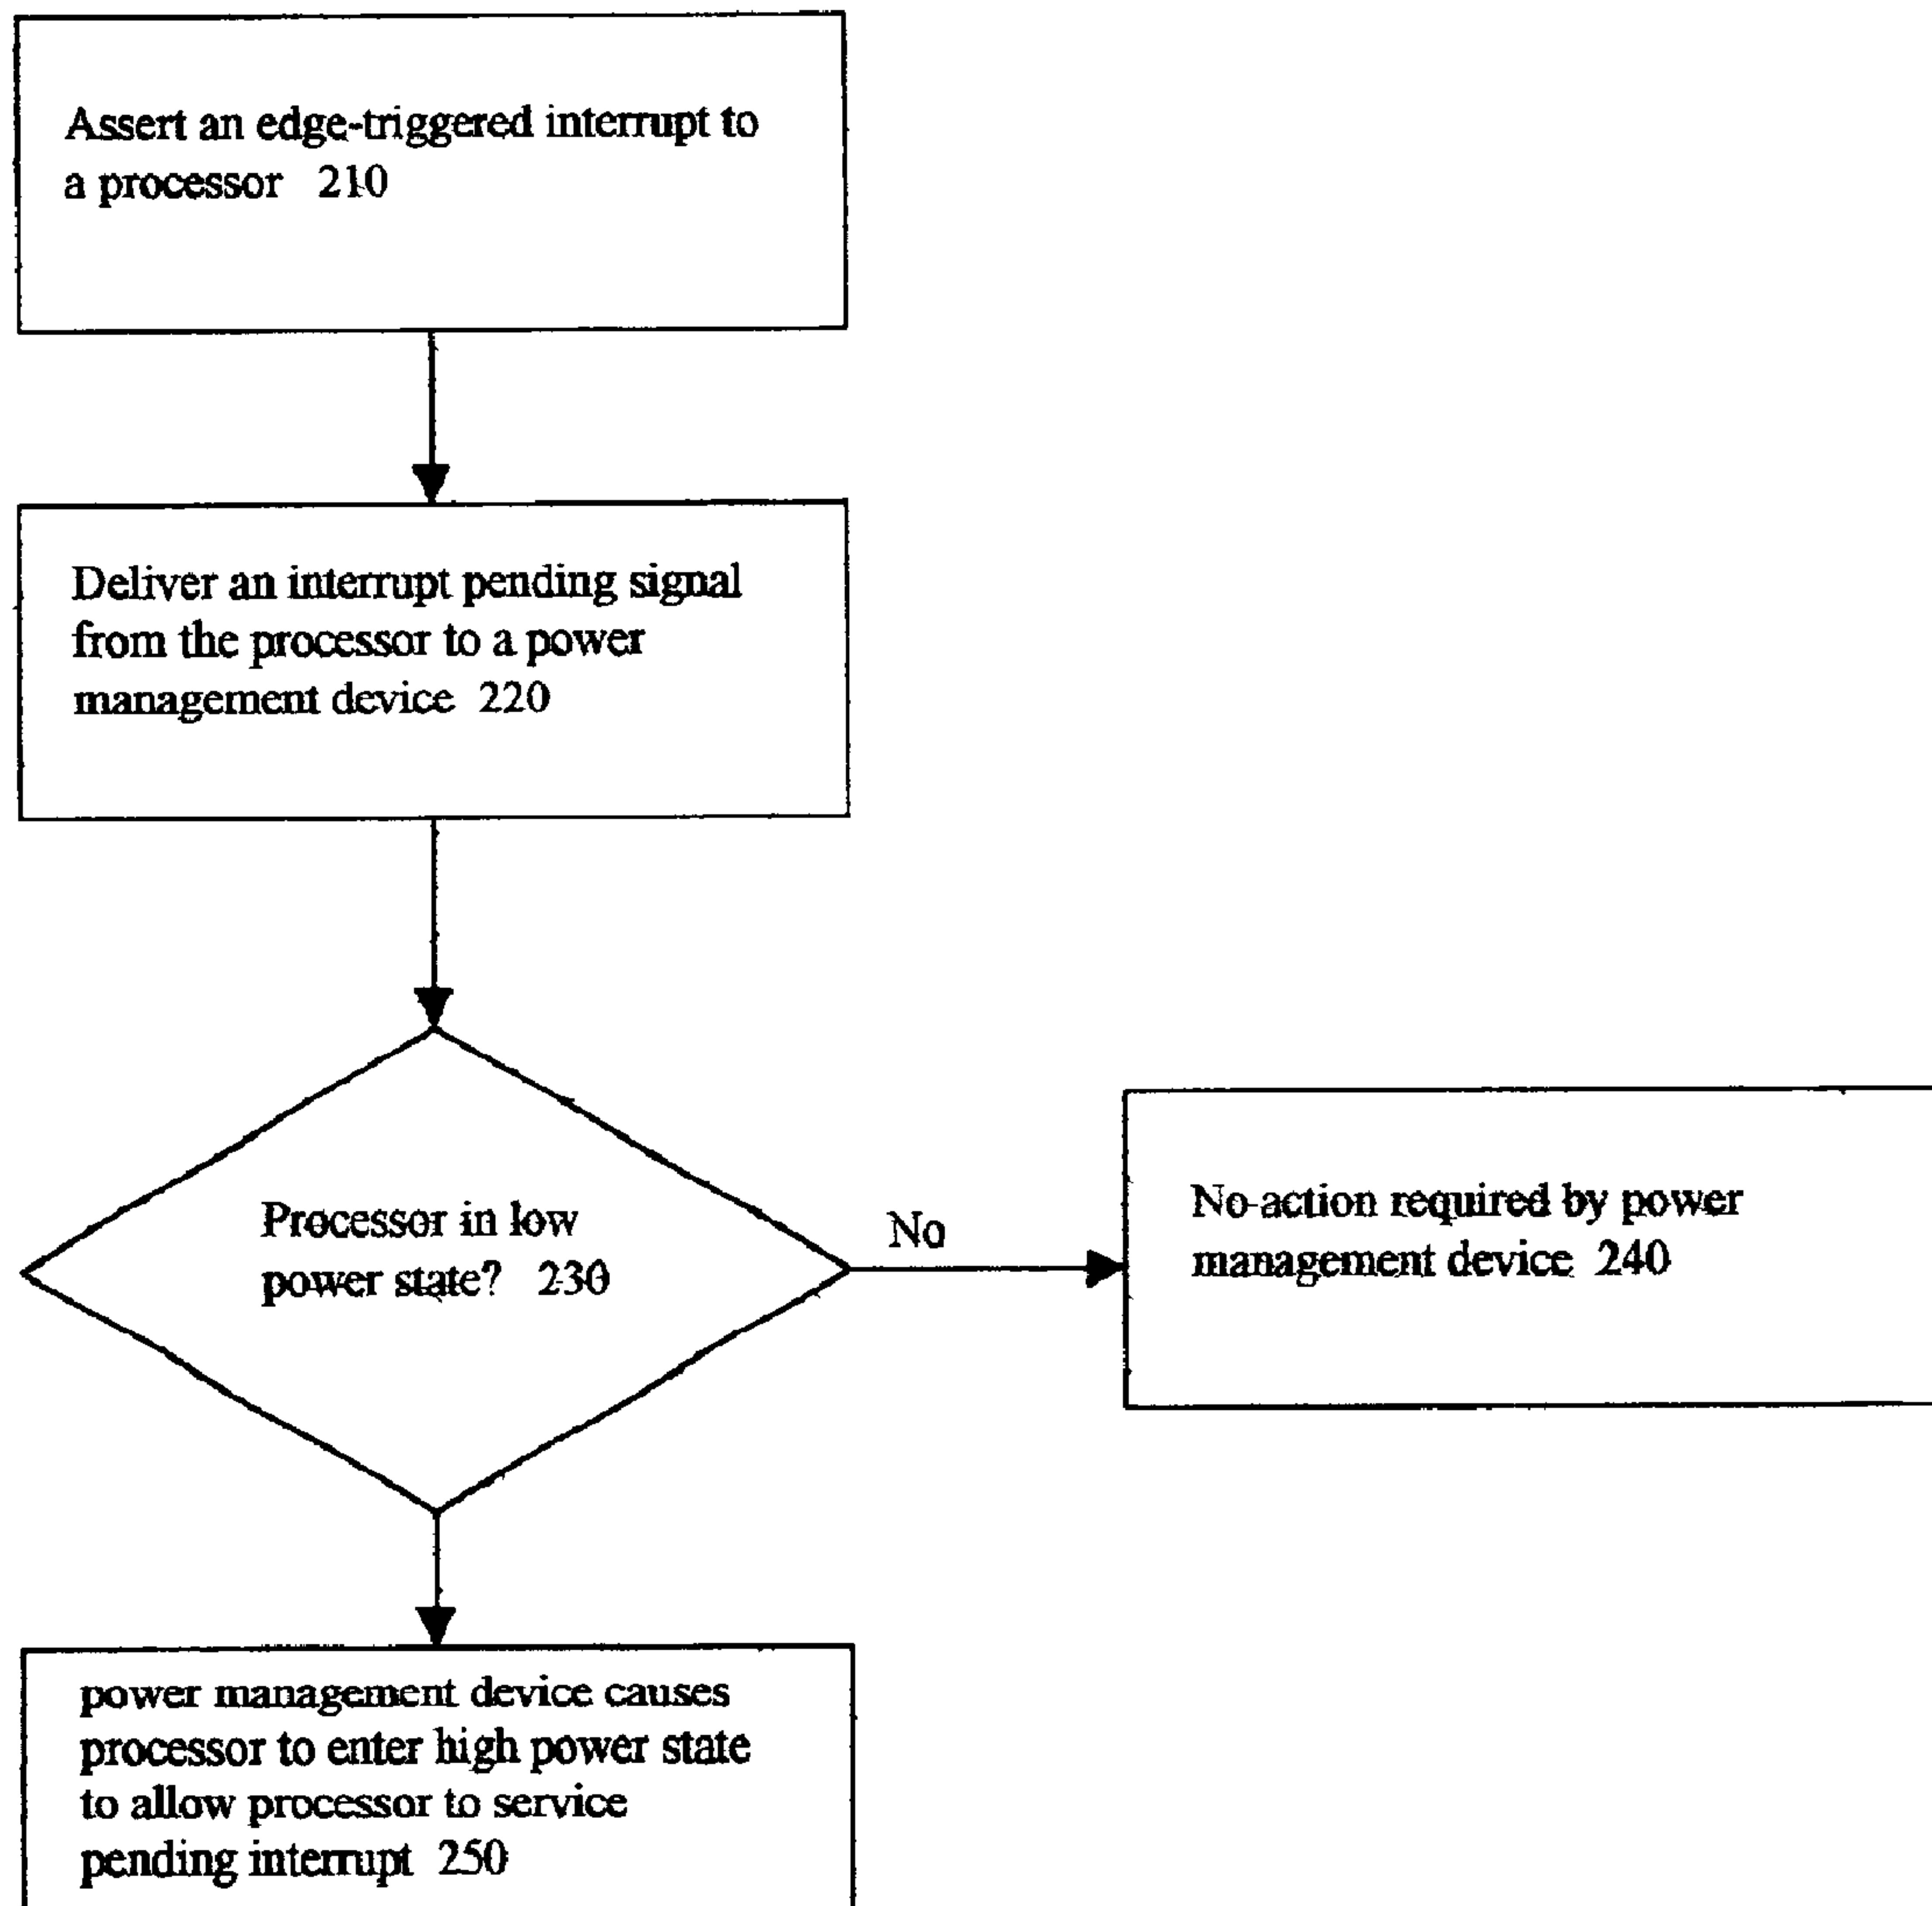 Assert an edge-triggered interrupt to
a processor 210
Deliver an interrupt pending signal
from the processor to a power
management device 220
Processor in low
power state? 230
No
No action required by power
management device 240
power management device causes
processor to enter high power state
to allow processor to service
pending interrupt 250